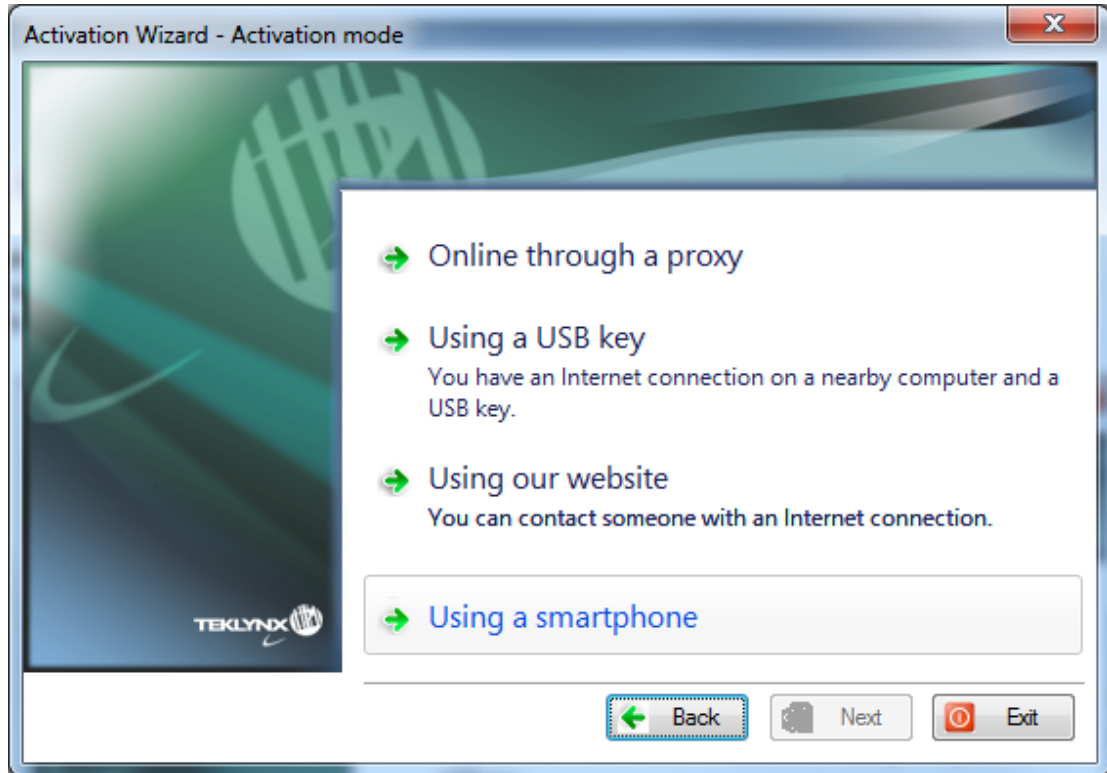 Activation Wizard - Activation mode
Online through a proxy
Using a USB key
You have an Internet connection on a nearby computer and a
USB key.
Using our website
You can contact someone with an Internet connection.
Using a smartphone
TEKLYNX
Back
Next
Exit